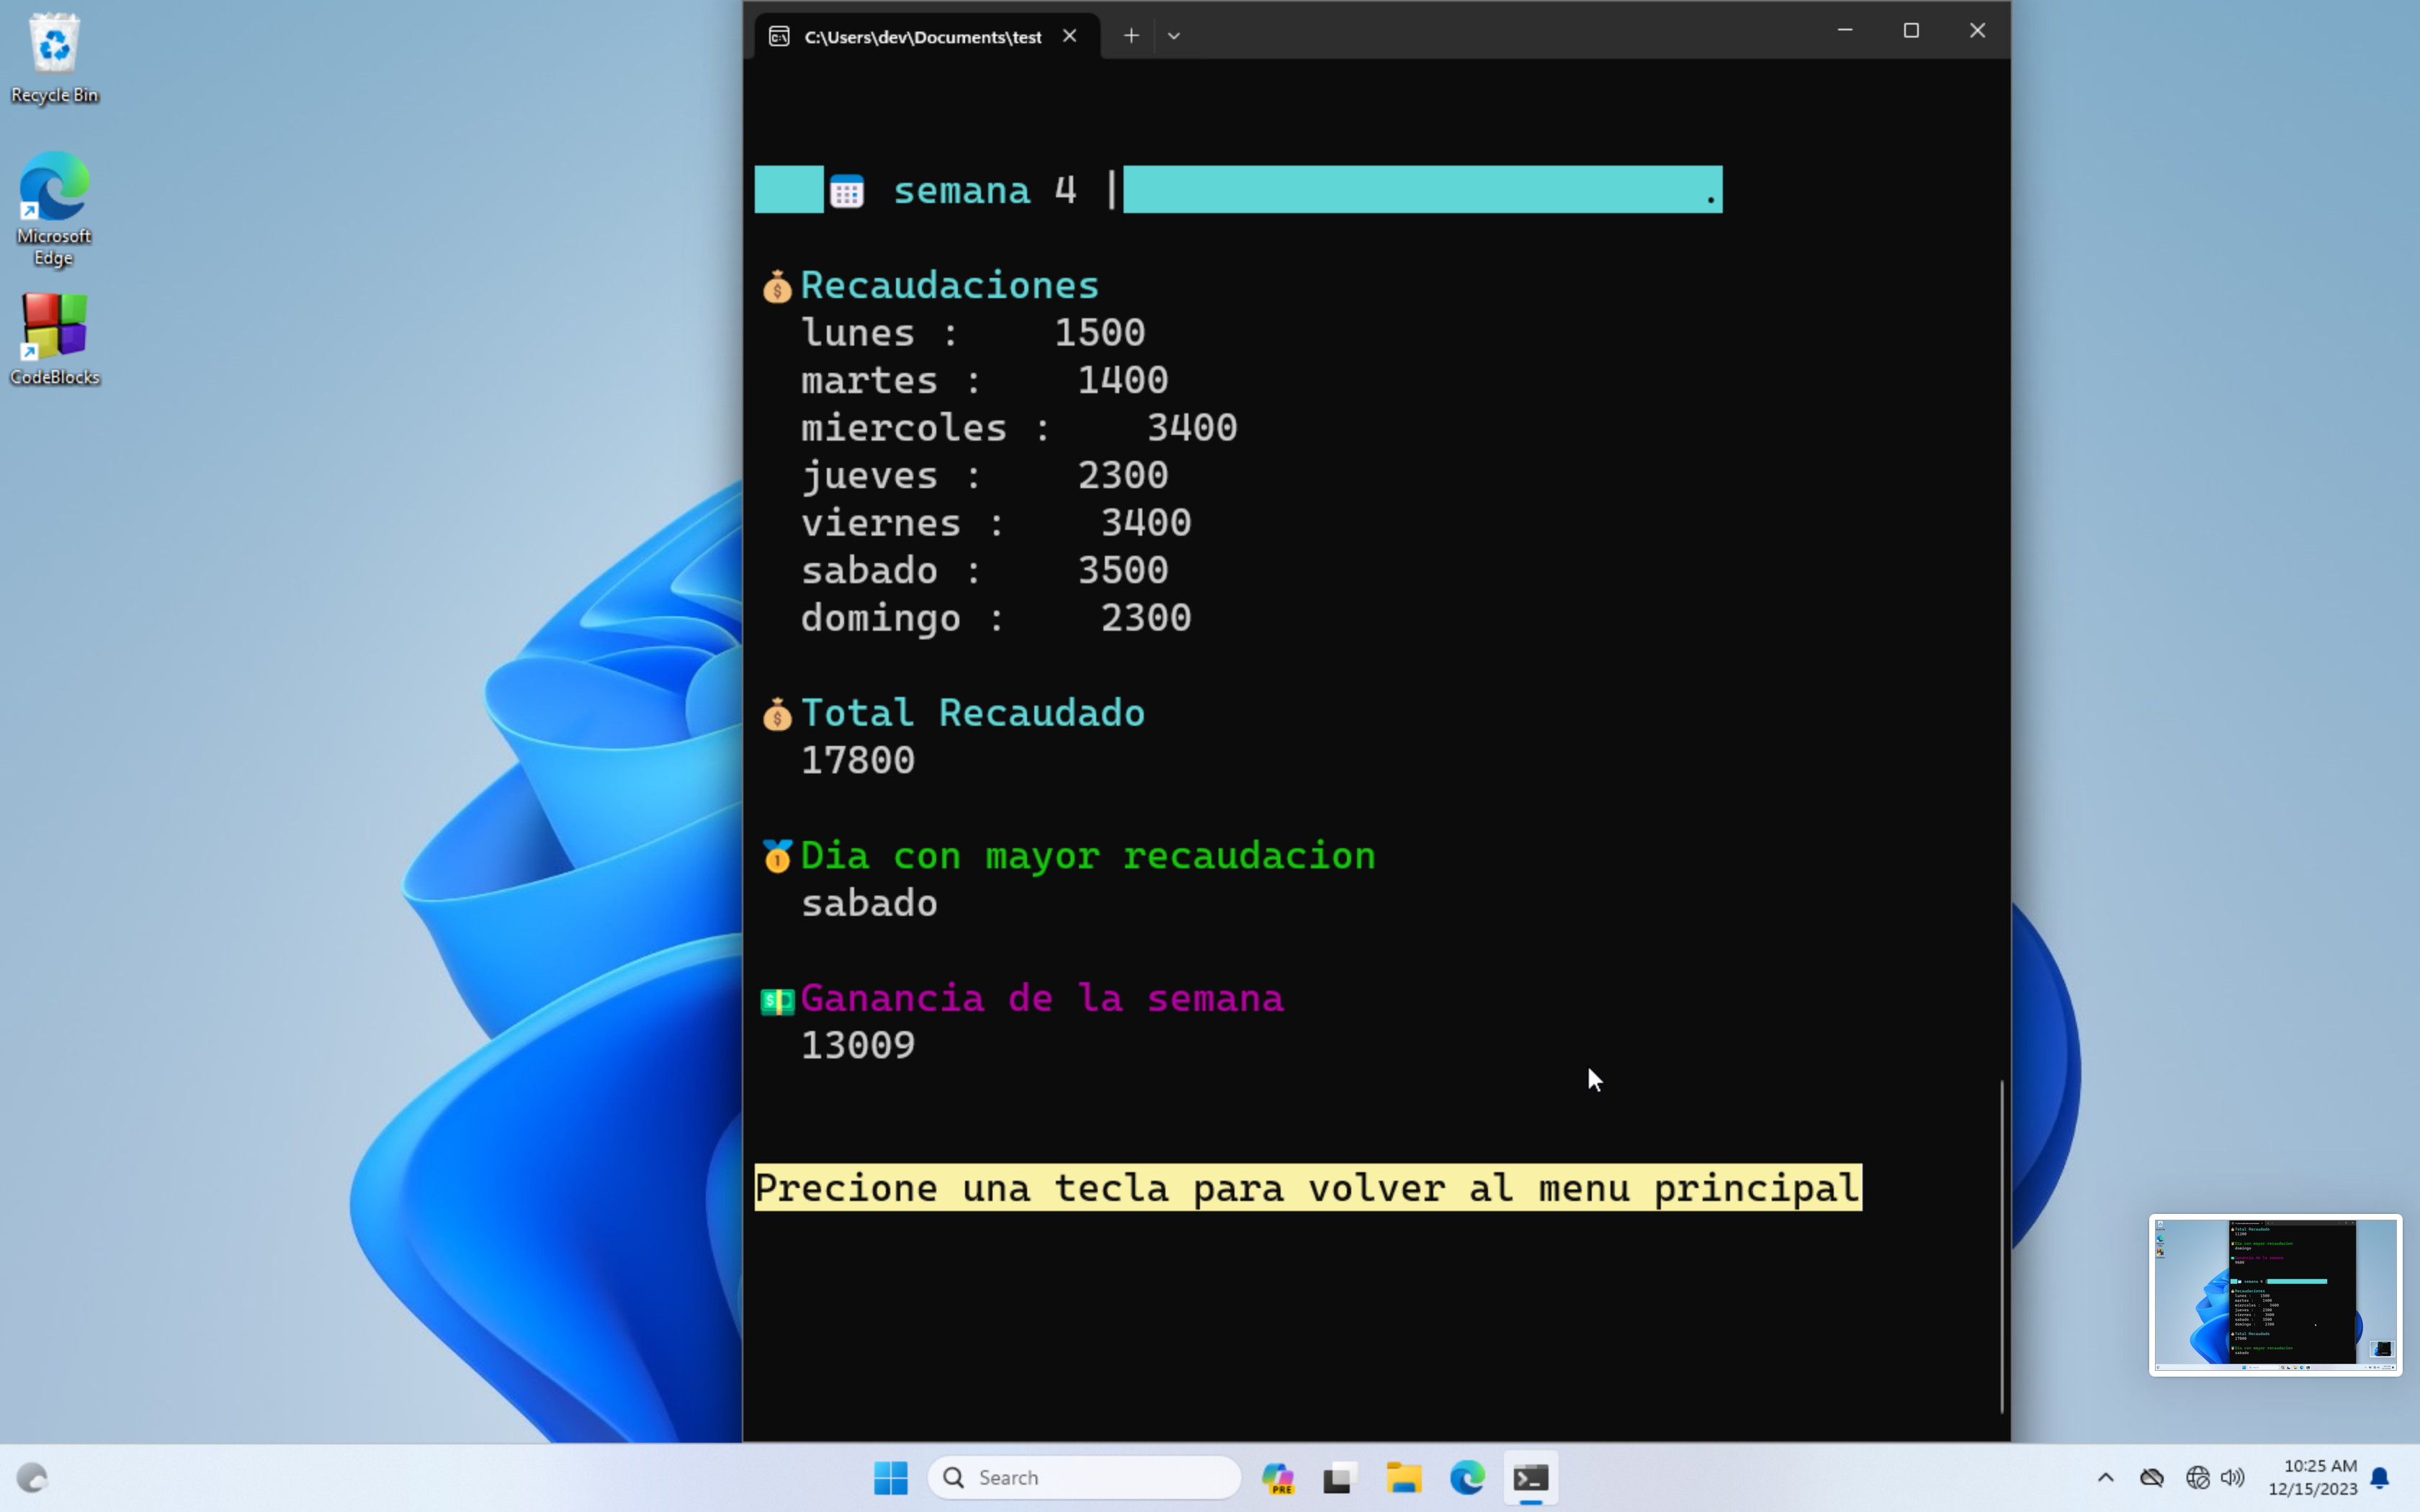 Recycle Bin
Microsoft
Edge
CodeBlocks
C:\Users\dev\Documents\test
semana 4 |
.
Recaudaciones
lunes :    1500
martes :    1400
miercoles :    3400
jueves :    2300
viernes :    3400
sabado :    3500
domingo :    2300
Total Recaudado
17800
Dia con mayor recaudacion
sabado
Ganancia de la semana
13009
Precione una tecla para volver al menu principal
Search
PRE
10:25 AM
12/15/2023